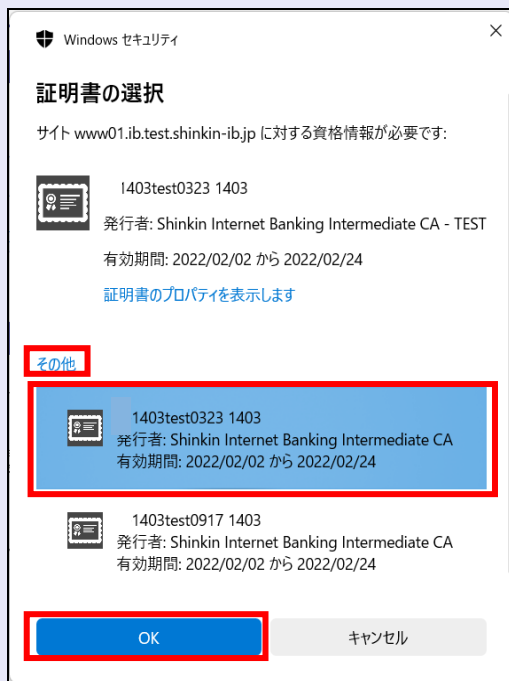 Windows セキュリティ
証明書の選択
サイト www01.ib.test.shinkin-ib.jp に対する資格情報が必要です:
1403test0323 1403
発行者: Shinkin Internet Banking Intermediate CA - TEST
有効期間: 2022/02/02 から 2022/02/24
証明書のプロパティを表示します
その他
1403test0323 1403
発行者: Shinkin Internet Banking Intermediate CA
有効期間: 2022/02/02 から 2022/02/24
1403test0917 1403
発行者: Shinkin Internet Banking Intermediate CA
有効期間: 2022/02/02 から 2022/02/24
OK
キャンセル